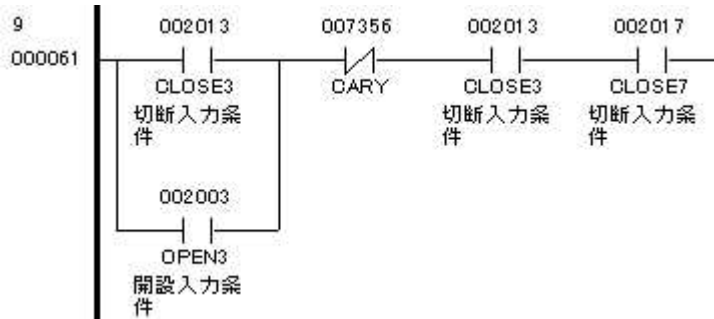 9
002013 007356 002013 002017
000061
CLOSE3 CARY CLOSE3 CLOSE7
切断入力条 切断入力条 切断入力条
件 件 件
002003
OPEN3
開設入力条
件